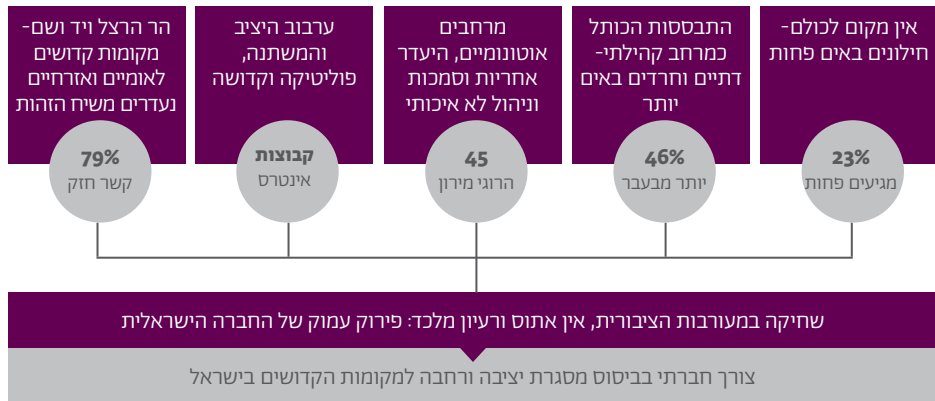 אין מקום לכולם-
חילונים באים פחות
23%
מגיעים פחות
התבססות הכותל
כמרחב קהילתי-
דתיים וחרדים באים
יותר
46%
יותר מבעבר
מרחבים
אוטונומיים, היעדר
אחריות וסמכות
וניהול לא איכותי
45
הרוגי מירון
ערבוב היציב
והמשתנה,
פוליטיקה וקדושה
קבוצות
אינטרס
הר הרצל ויד ושם-
מקומות קדושים
לאומיים ואזרחיים
נעדרים משיח הזהות
79%
קשר חזק
שחיקה במעורבות הציבורית, אין אתוס ורעיון מלכד: פירוק עמוק של החברה הישראלית
צורך חברתי בביסוס מסגרת יציבה ורחבה למקומות הקדושים בישראל